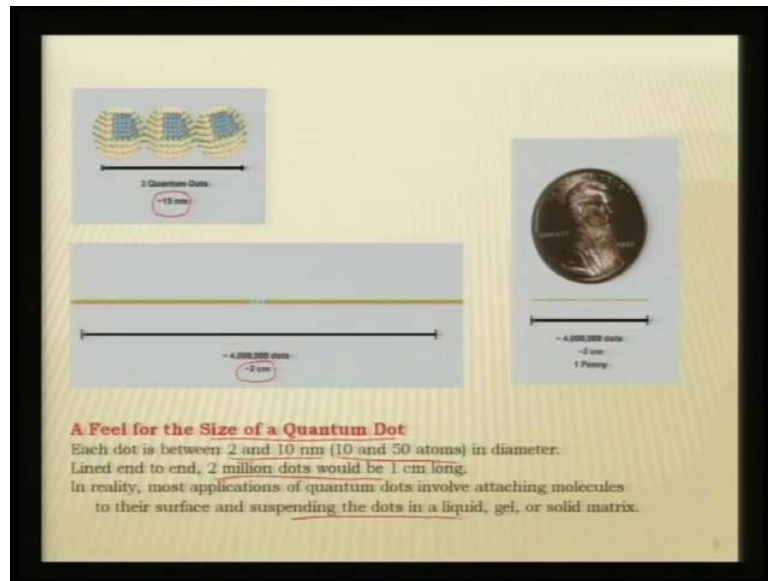 3 Quantum Dots
~15 nm
~ 4,000,000 dots
~2 cm
~ 4,000,000 dots
~2 cm
1 Penny
A Feel for the Size of a Quantum Dot
Each dot is between 2 and 10 nm (10 and 50 atoms) in diameter.
Lined end to end, 2 million dots would be 1 cm long.
In reality, most applications of quantum dots involve attaching molecules
to their surface and suspending the dots in a liquid, gel, or solid matrix.